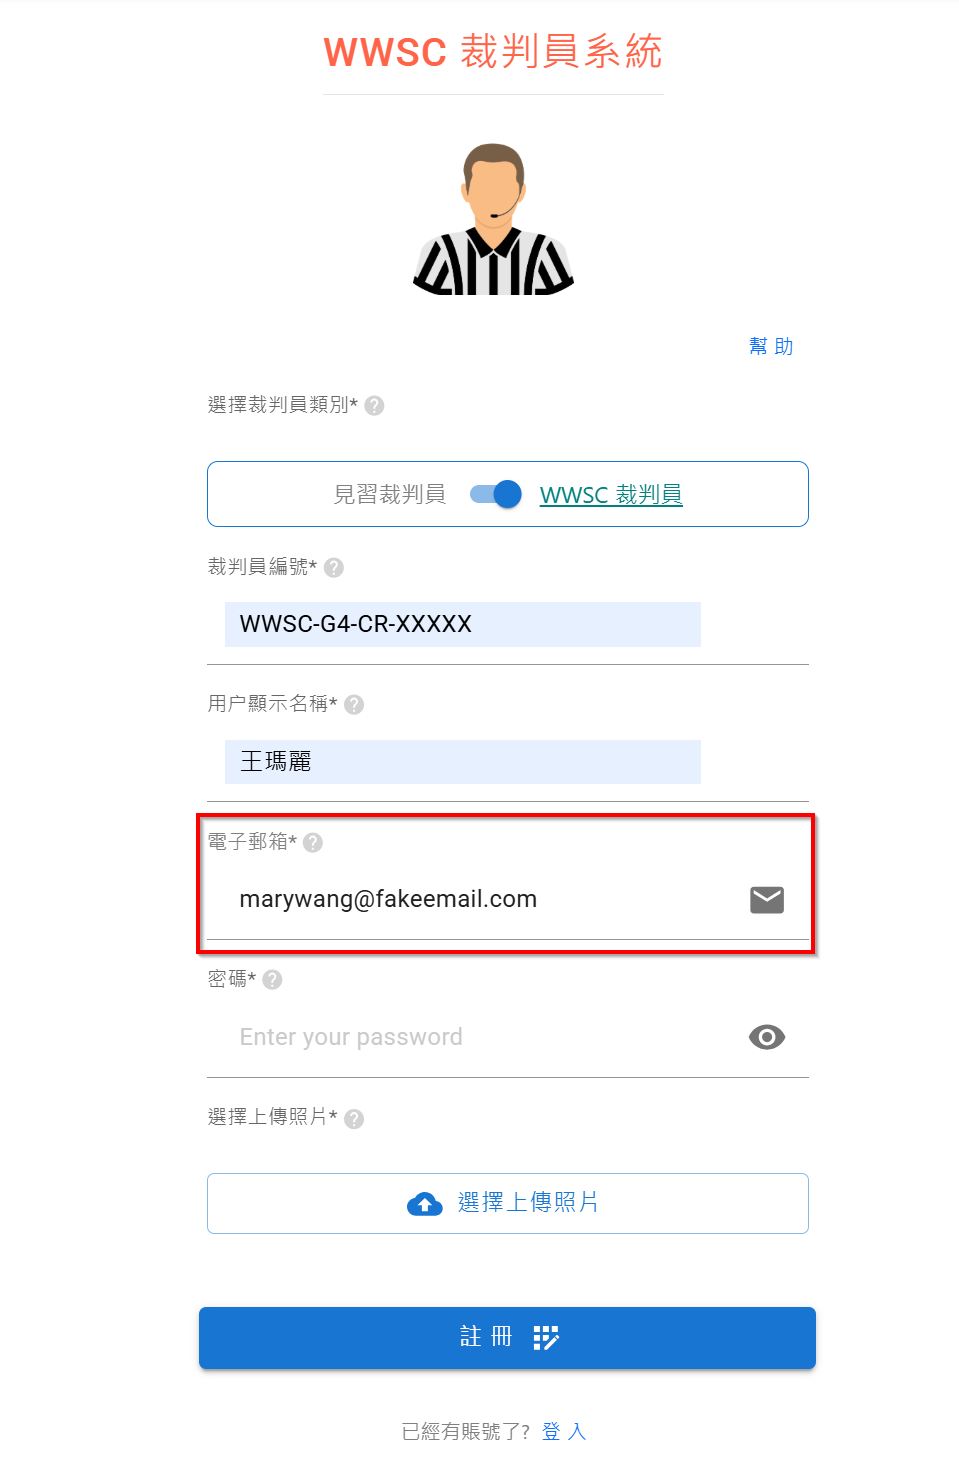 WWSC 裁判員系統
幫助
選擇裁判員類別* ?
見習裁判員 WWSC 裁判員
裁判員編號* ?
WWSC-G4-CR-XXXXX
用户顯示名稱* ?
王瑪麗
電子郵箱* ?
marywang@fakeemail.com
密碼* ?
Enter your password
選擇上傳照片* ?
選擇上傳照片
註冊
已經有賬號了? 登入